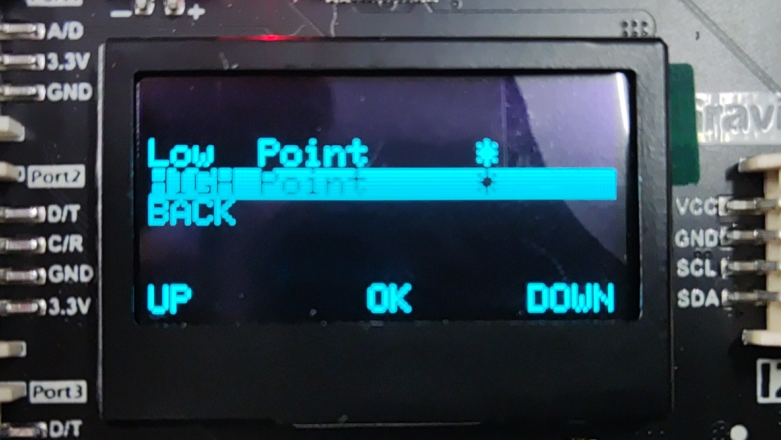 A/D
3.3V
GND
Port2
D/T
C/R
GND
3.3V
Port3
D/T
Low Point *
HIGH Point *
BACK
UP OK DOWN
VCC
GND
SCL
SDA